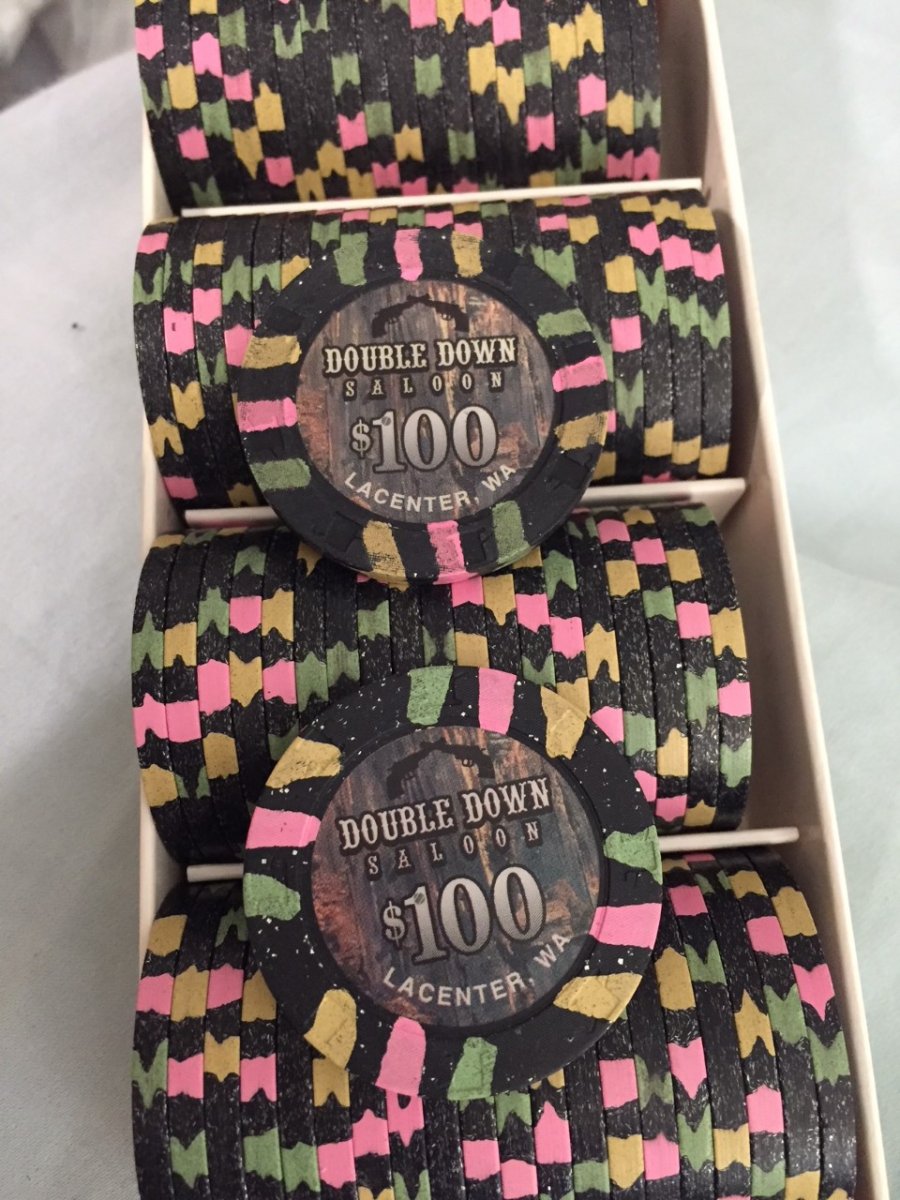 DOUBLE DOWN
SALOON
$100
LACENTER, WA
DOUBLE DOWN
SALOON
$100
LACENTER, WA